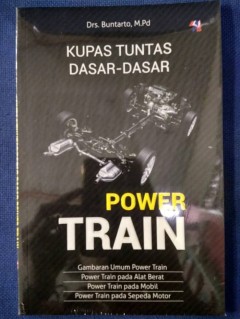 Drs. Buntarto, M.Pd
KUPAS TUNTAS
DASAR-DASAR
POWER
TRAIN
Gambaran Umum Power Train
Power Train pada Alat Berat
Power Train pada Mobil
Power Train pada Sepeda Motor